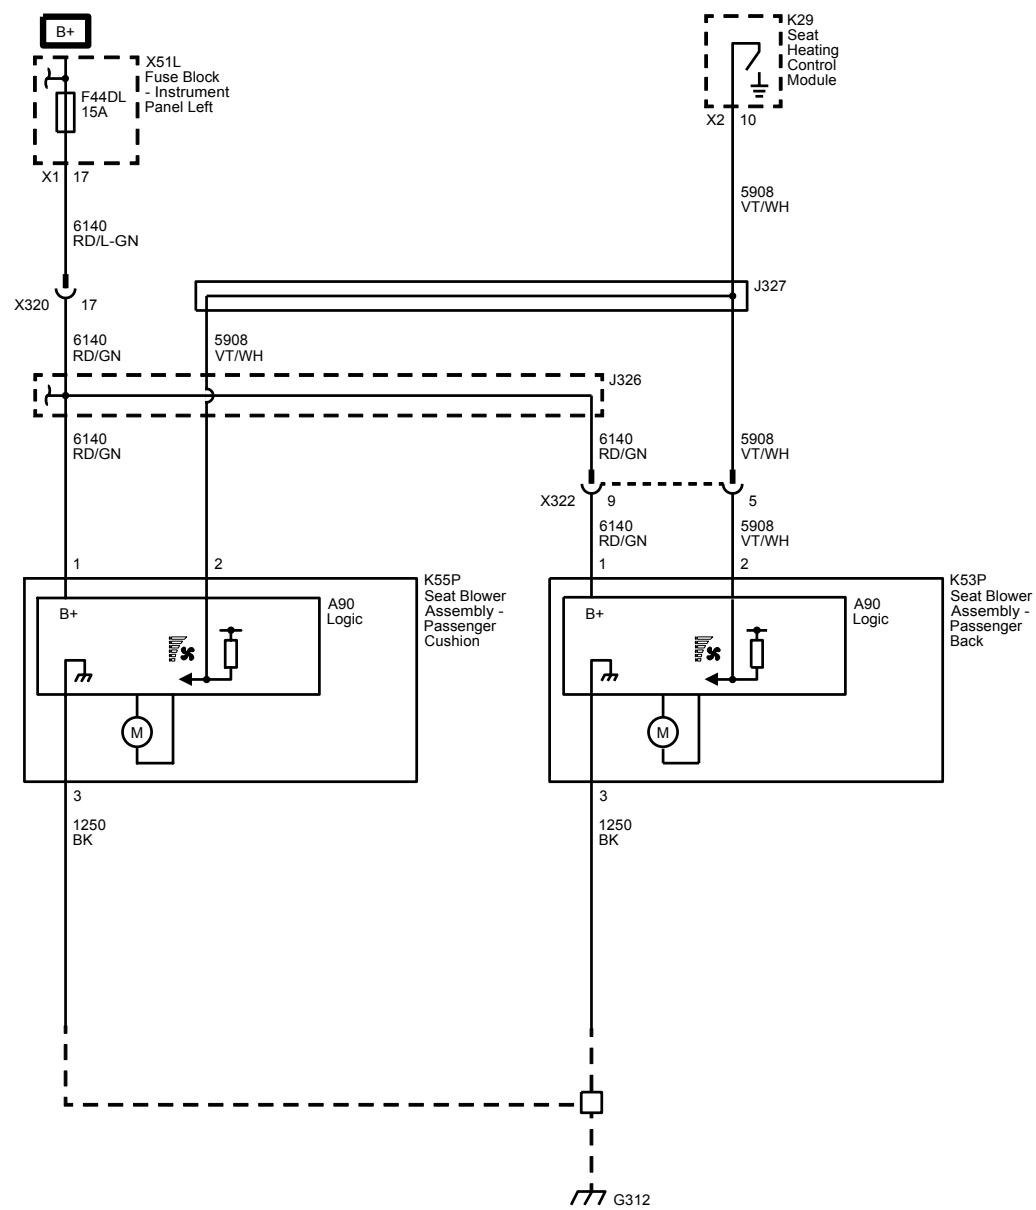 B+
X51L
Fuse Block
- Instrument
Panel Left
F44DL
15A
X1 17
K29
Seat
Heating
Control
Module
X2 10
5908
VT/WH
6140
RD/L-GN
X320 17
J327
6140
RD/GN
5908
VT/WH
J326
6140
RD/GN
6140
RD/GN
5908
VT/WH
X322 9 5
6140
RD/GN
5908
VT/WH
1 2
K55P
Seat Blower
Assembly -
Passenger
Cushion
B+
A90
Logic
M
3
1250
BK
1 2
K53P
Seat Blower
Assembly -
Passenger
Back
B+
A90
Logic
M
3
1250
BK
G312